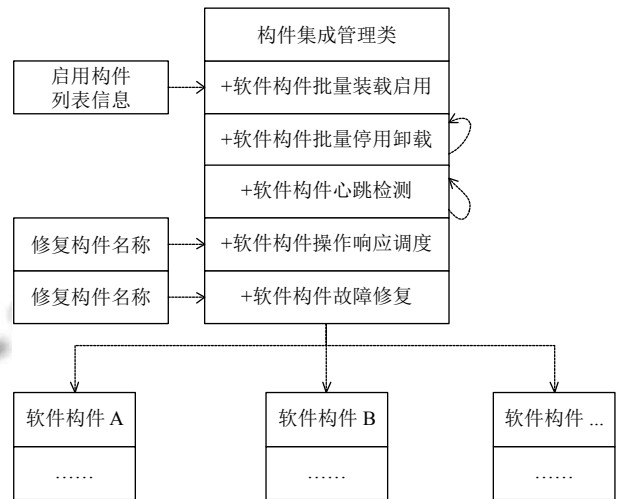 构件集成管理类
启用构件
列表信息
+软件构件批量装载启用
+软件构件批量停用卸载
+软件构件心跳检测
修复构件名称
+软件构件操作响应调度
修复构件名称
+软件构件故障修复
软件构件 A
软件构件 B
软件构件 ...
……
……
……